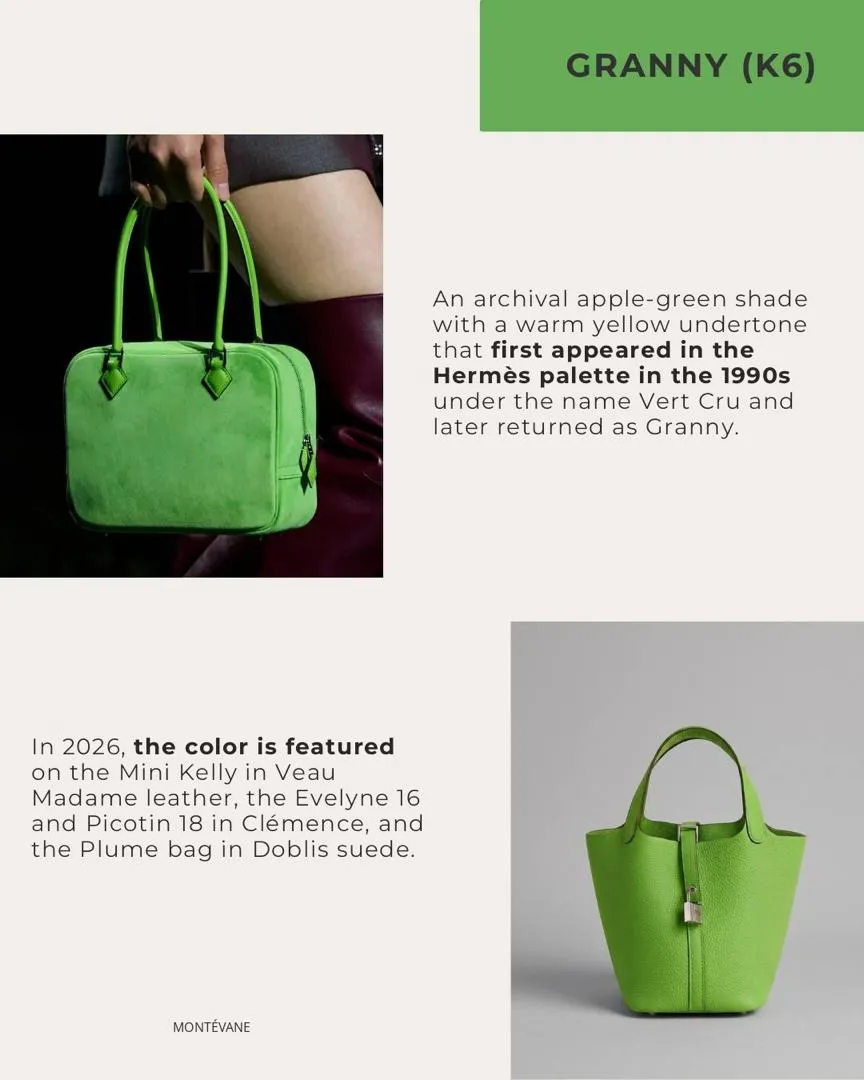 GRANNY (K6)
An archival apple-green shade
with a warm yellow undertone
that first appeared in the
Hermès palette in the 1990s
under the name Vert Cru and
later returned as Granny.
In 2026, the color is featured
on the Mini Kelly in Veau
Madame leather, the Evelyne 16
and Picotin 18 in Clémence, and
the Plume bag in Doblis suede.
MONTÉVANE